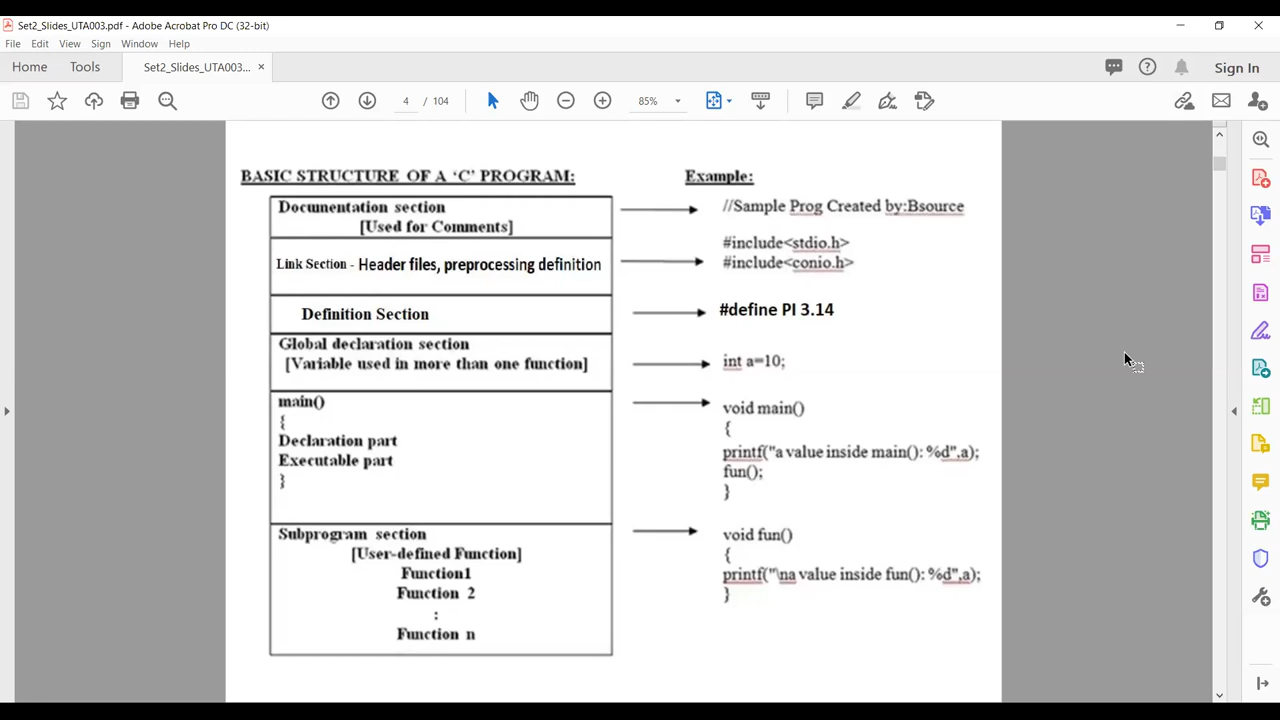 Set2_Slides_UTA003.pdf - Adobe Acrobat Pro DC (32-bit)
File Edit View Sign Window Help
Home Tools Set2_Slides_UTA003... × Sign In
4 / 104 85%
BASIC STRUCTURE OF A ‘C’ PROGRAM: Example:
Documentation section
[Used for Comments]
//Sample Prog Created by:Bsource
Link Section - Header files, preprocessing definition
#include<stdio.h>
#include<conio.h>
Definition Section
#define PI 3.14
Global declaration section
[Variable used in more than one function]
int a=10;
main()
{
Declaration part
Executable part
}
void main()
{
printf("a value inside main(): %d",a);
fun();
}
Subprogram section
[User-defined Function]
Function1
Function 2
:
Function n
void fun()
{
printf("\na value inside fun(): %d",a);
}